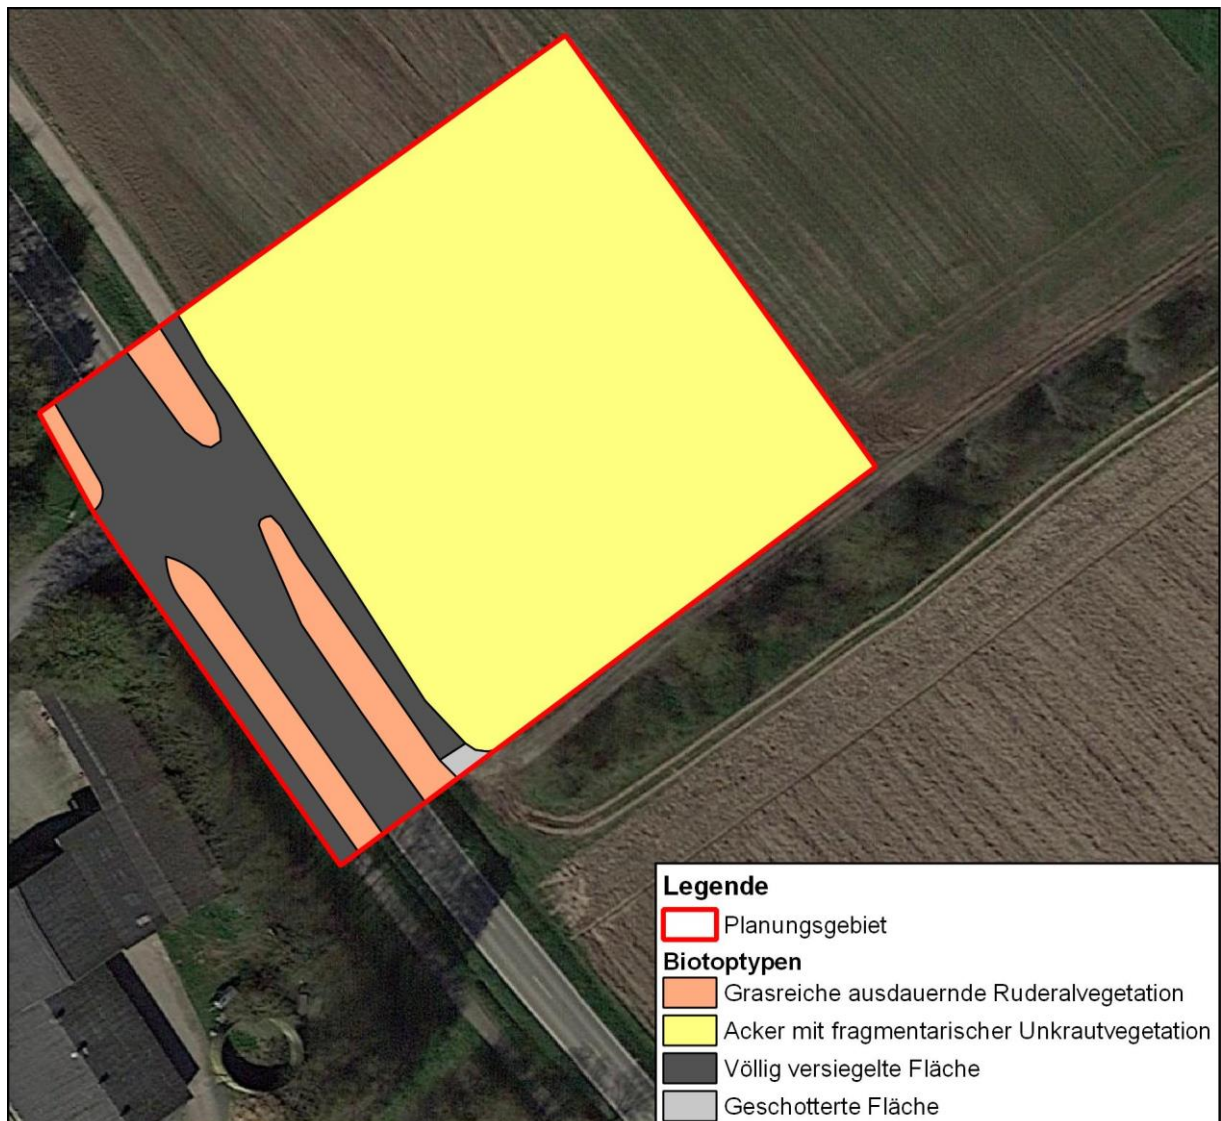 Legende
Planungsgebiet
Biotoptypen
Grasreiche ausdauernde Ruderalvegetation
Acker mit fragmentarischer Unkrautvegetation
Völlig versiegelte Fläche
Geschotterte Fläche